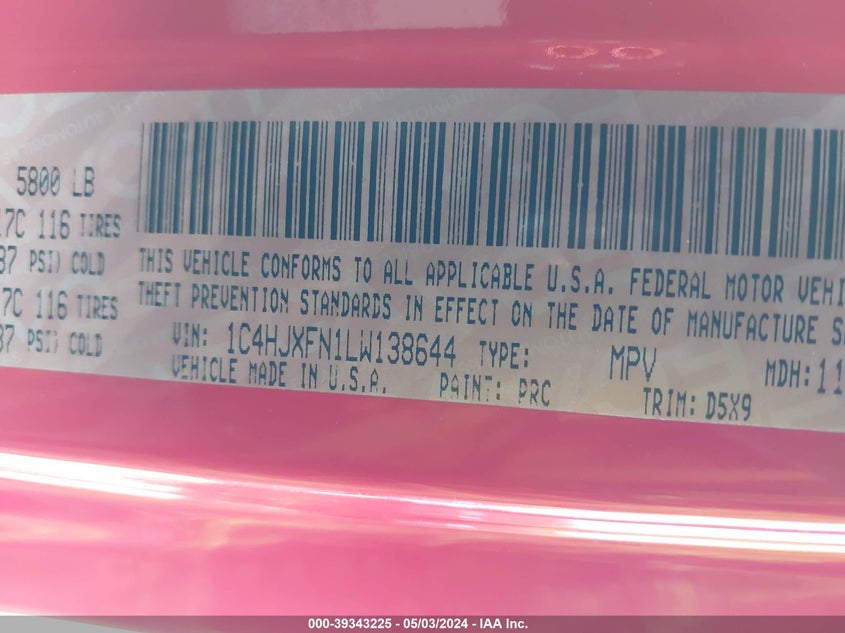 5800 LB
7C 116 TIRES
37 PSI) COLD
7C 116 TIRES
37 PSI) COLD
THIS VEHICLE CONFORMS TO ALL APPLICABLE U.S.A. FEDERAL MOTOR VEHI
THEFT PREVENTION STANDARDS IN EFFECT ON THE DATE OF MANUFACTURE S
VIN: 1C4HJXFN1LW138644 TYPE: MPV MDH: 11
VEHICLE MADE IN U.S.A. PAINT: PRC TRIM: D5X9
000-39343225 - 05/03/2024 - IAA Inc.